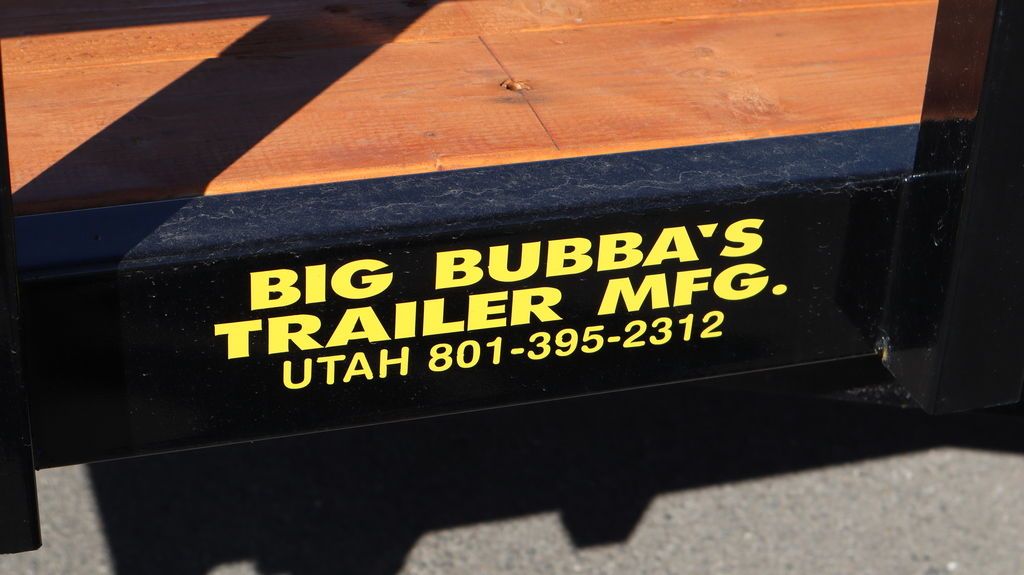 BIG BUBBA'S
TRAILER MFG.
UTAH 801-395-2312